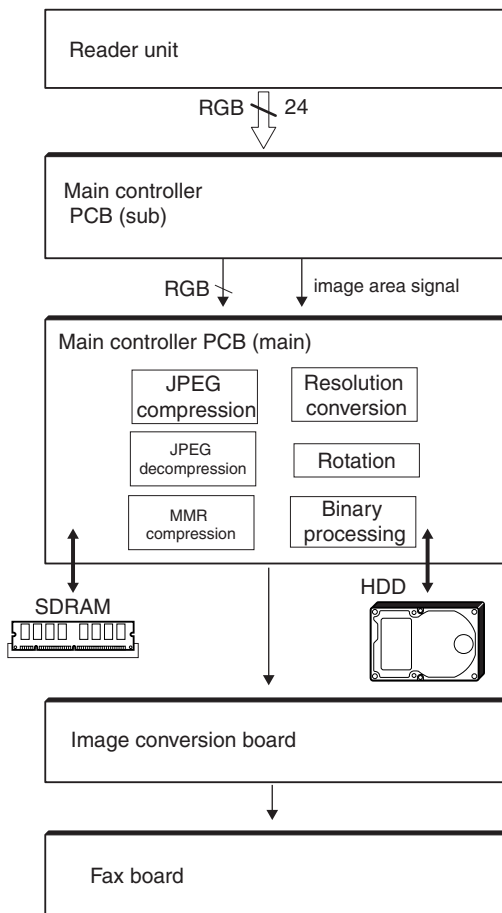 Reader unit
RGB 24
Main controller
PCB (sub)
RGB
image area signal
Main controller PCB (main)
JPEG
compression
Resolution
conversion
JPEG
decompression
Rotation
MMR
compression
Binary
processing
SDRAM
HDD
Image conversion board
Fax board